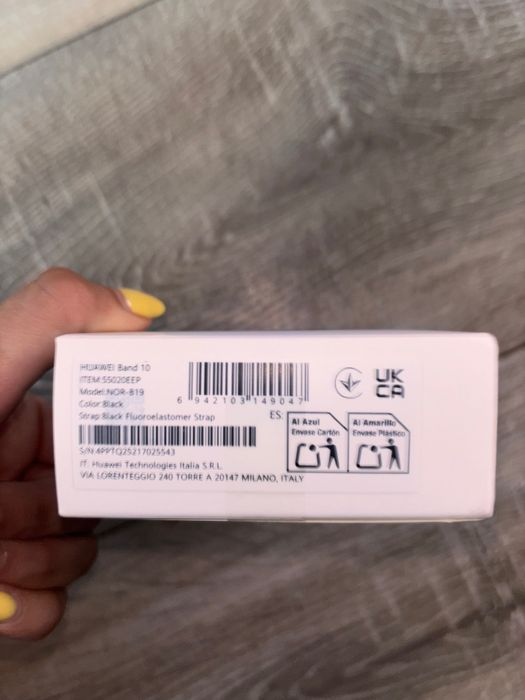 HUAWEI Band 10
ITEM:55020EEP
Model:NOR-B19
Color:Black
Strap:Black Fluoroelastomer Strap
6 942103 149047
S/N:4PPTQ25217025543
IT: Huawei Technologies Italia S.R.L.
VIA LORENTEGGIO 240 TORRE A 20147 MILANO, ITALY
ES:
Al Azul
Envase Cartón
Al Amarillo
Envase Plástico
UK
CA